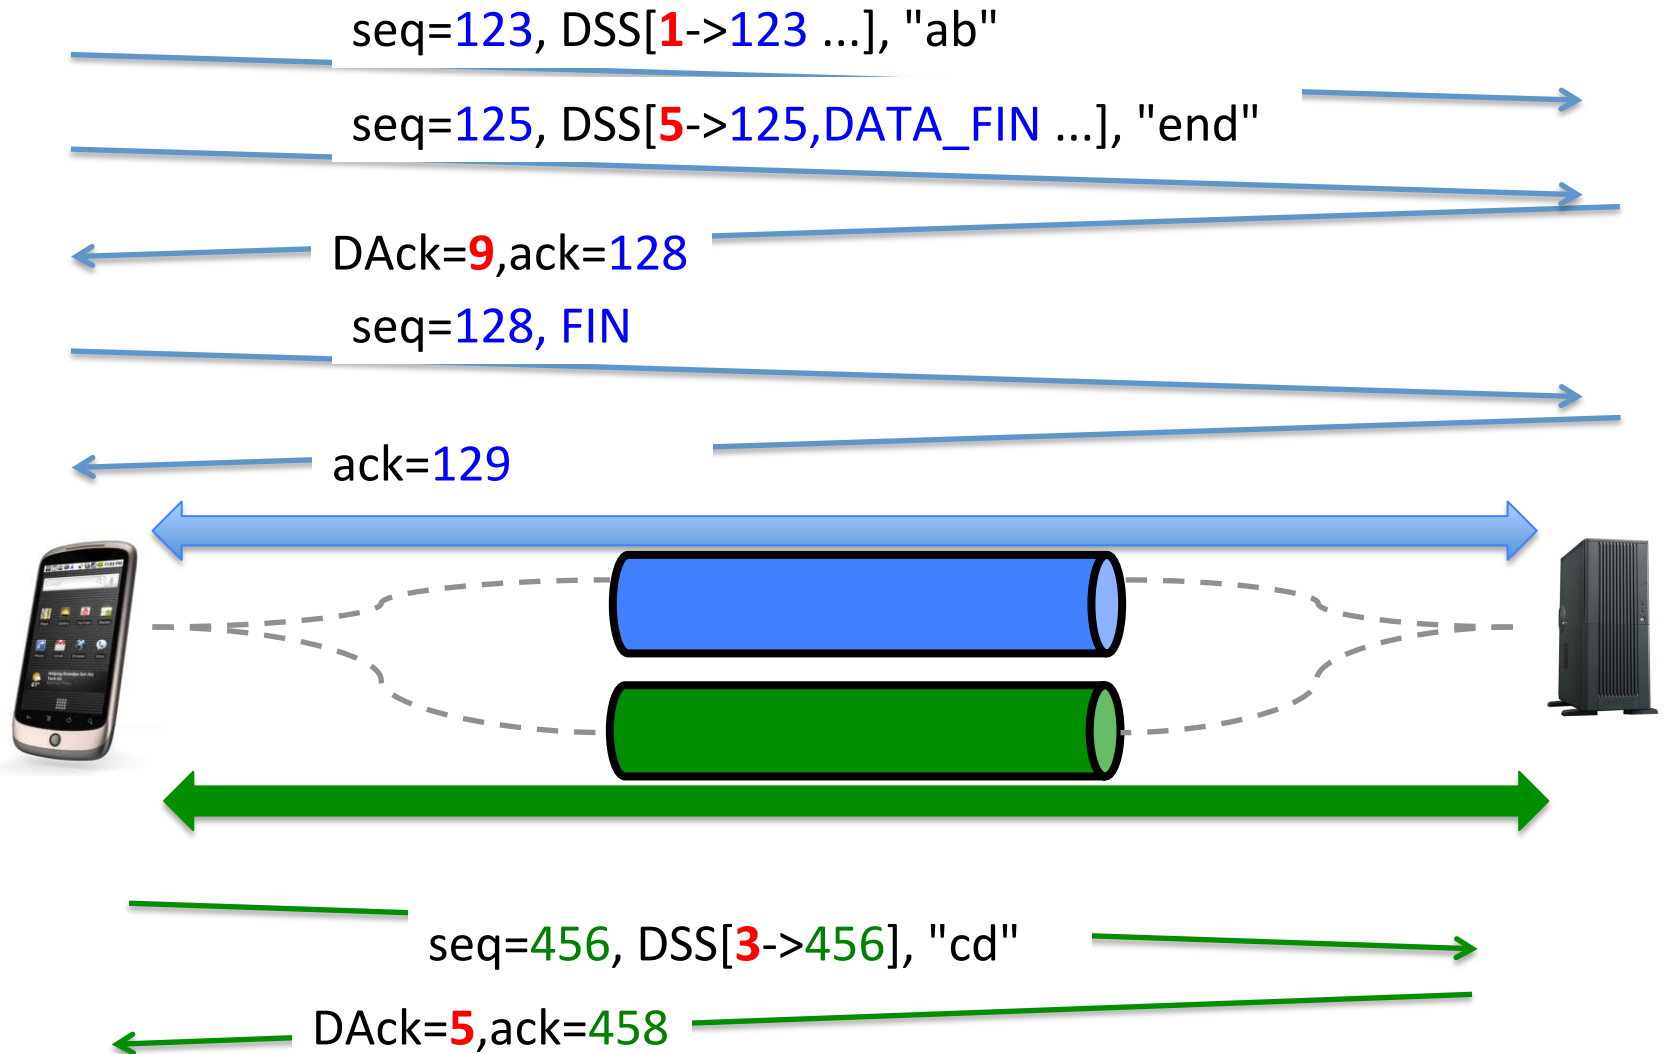 seq=123, DSS[1->123 ...], "ab"
seq=125, DSS[5->125,DATA_FIN ...], "end"
DAck=9,ack=128
seq=128, FIN
ack=129
seq=456, DSS[3->456], "cd"
DAck=5,ack=458